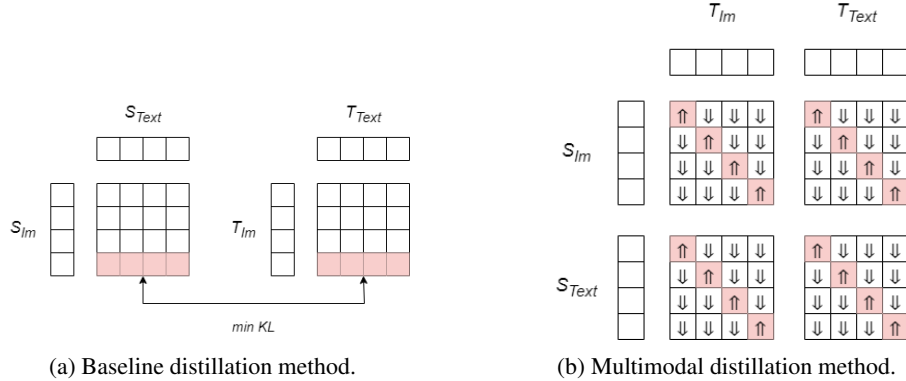 S_Text
T_Text
S_Im
T_Im
min KL
(a) Baseline distillation method.
T_Im
T_Text
S_Im
⇑ ⇓ ⇓ ⇓ ⇑ ⇓ ⇓ ⇓
⇓ ⇑ ⇓ ⇓ ⇓ ⇑ ⇓ ⇓
⇓ ⇓ ⇑ ⇓ ⇓ ⇓ ⇑ ⇓
⇓ ⇓ ⇓ ⇑ ⇓ ⇓ ⇓ ⇑
S_Text
⇑ ⇓ ⇓ ⇓ ⇑ ⇓ ⇓ ⇓
⇓ ⇑ ⇓ ⇓ ⇓ ⇑ ⇓ ⇓
⇓ ⇓ ⇑ ⇓ ⇓ ⇓ ⇑ ⇓
⇓ ⇓ ⇓ ⇑ ⇓ ⇓ ⇓ ⇑
(b) Multimodal distillation method.